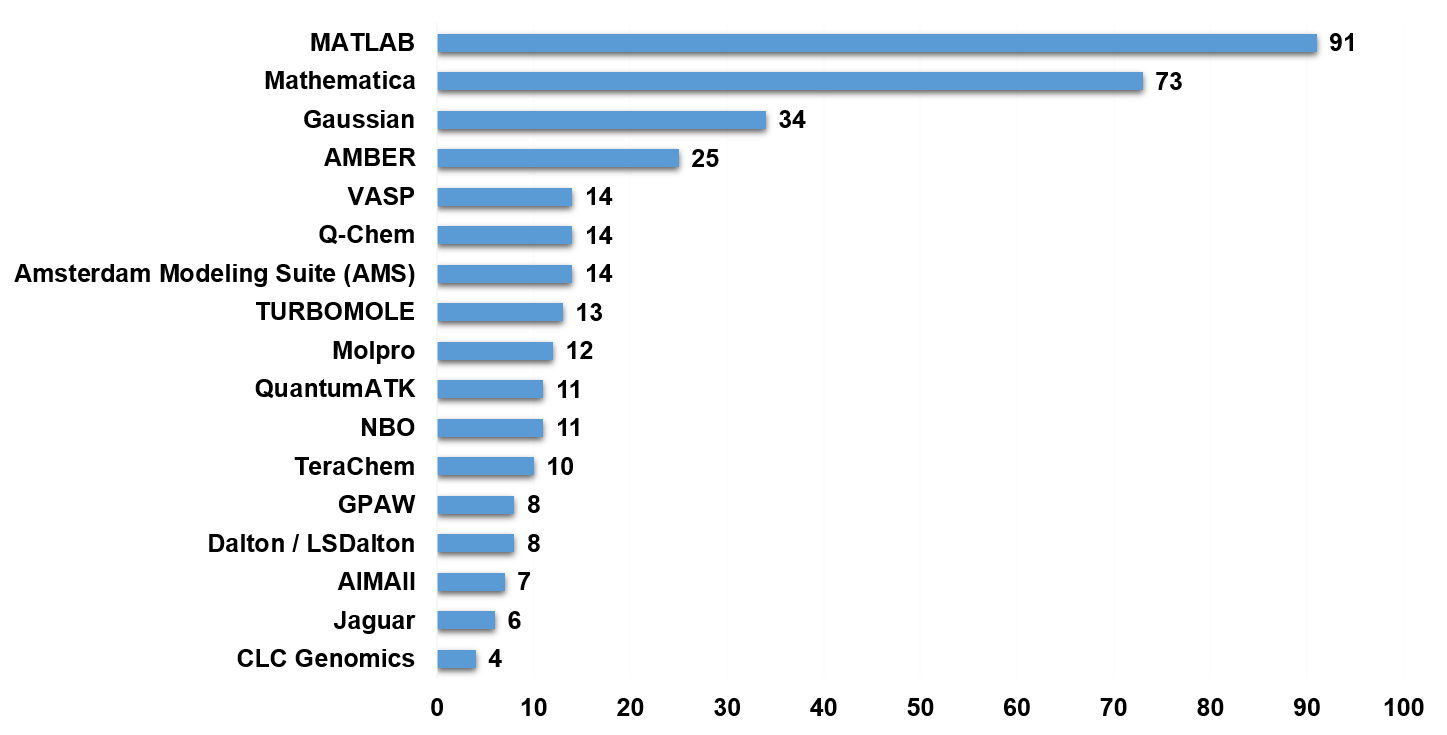 MATLAB 91
Mathematica 73
Gaussian 34
AMBER 25
VASP 14
Q-Chem 14
Amsterdam Modeling Suite (AMS) 14
TURBOMOLE 13
Molpro 12
QuantumATK 11
NBO 11
TeraChem 10
GPAW 8
Dalton / LSDalton 8
AIMAll 7
Jaguar 6
CLC Genomics 4
0 10 20 30 40 50 60 70 80 90 100